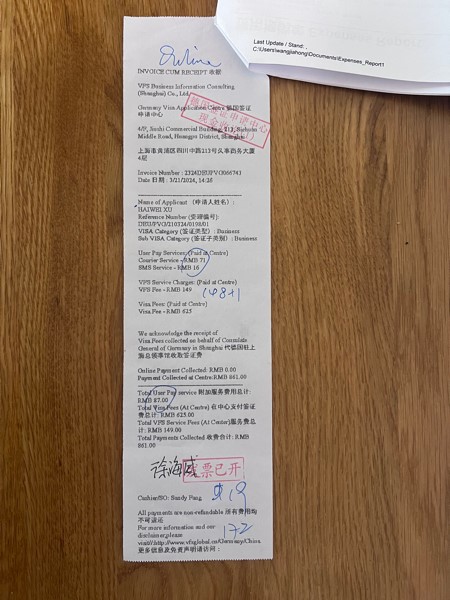 Last Update / Stand: ,
C:\Users\wangjiahong\Documents\Expenses_Report1
INVOICE CUM RECEIPT 收据
VFS Business Information Consulting
(Shanghai) Co., Ltd.
Germany Visa Application Centre 德国签证
申请中心
Middle Road, Huangpu District, Shanghai
上海市黄浦区四川中路213号久事商务大厦
4层
Date 日期 : 3/21/2024, 14:28
Name of Applicant （申请人姓名）:
HAIWEI XU
Reference Number (受理编号):
DEU/PVG/210324/0198/01
VISA Category (签证类型) : Business
Sub VISA Category (签证子类别) : Business
User Pay Services: (Paid at Centre)
Courier Service - RMB 71
SMS Service - RMB 16
VFS Service Charges: (Paid at Centre)
VFS Fee - RMB 149
(148+1
Visa Fees: (Paid at Centre)
Visa Fee - RMB 625
We acknowledge the receipt of
Visa Fees collected on behalf of Consulate
General of Germany in Shanghai 代德国驻上
海总领事馆收取签证费
Online Payment Collected: RMB 0.00
Payment Collected at Centre:RMB 861.00
Total User Pay service 附加服务费用总计:
RMB 87.00
Total Visa Fees (At Centre) 在中心支付签证
费总计: RMB 625.00
Total VFS Service Fees (At Center)服务费总
计: RMB 149.00
Total Payments Collected 收费合计: RMB
861.00
徐海威
发票已开
Cashier/SO: Sandy Pang
All payments are non-refundable 所有费用均
不可退还
For more information and our
disclaimer,please
172
visit//:http://www.vfsglobal.cn/Germany/China
更多信息及免责声明请访问：